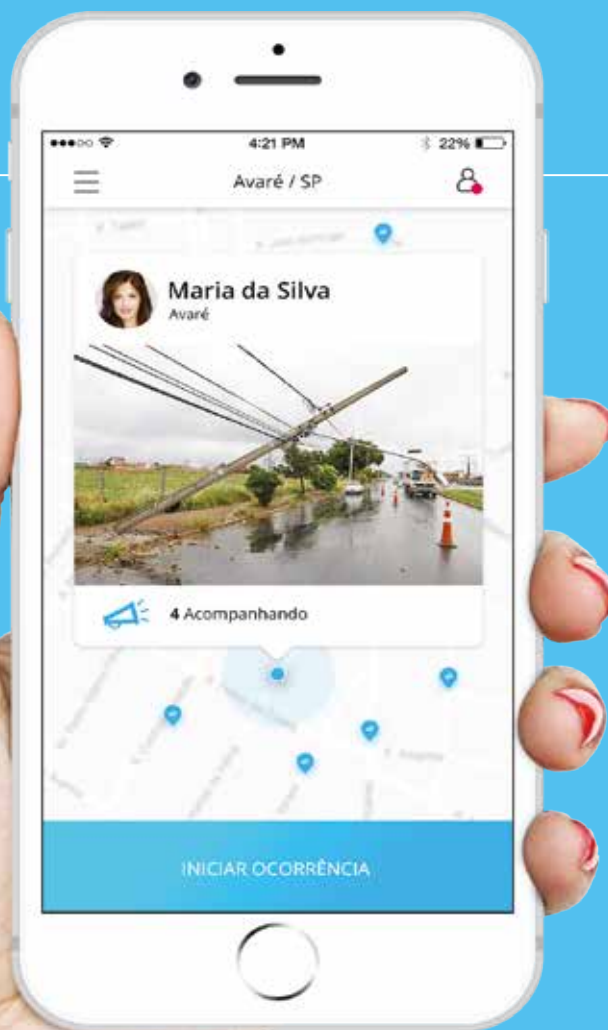 4:21 PM
22%
Avaré / SP
Maria da Silva
Avaré
4 Acompanhando
INICIAR OCORRÊNCIA